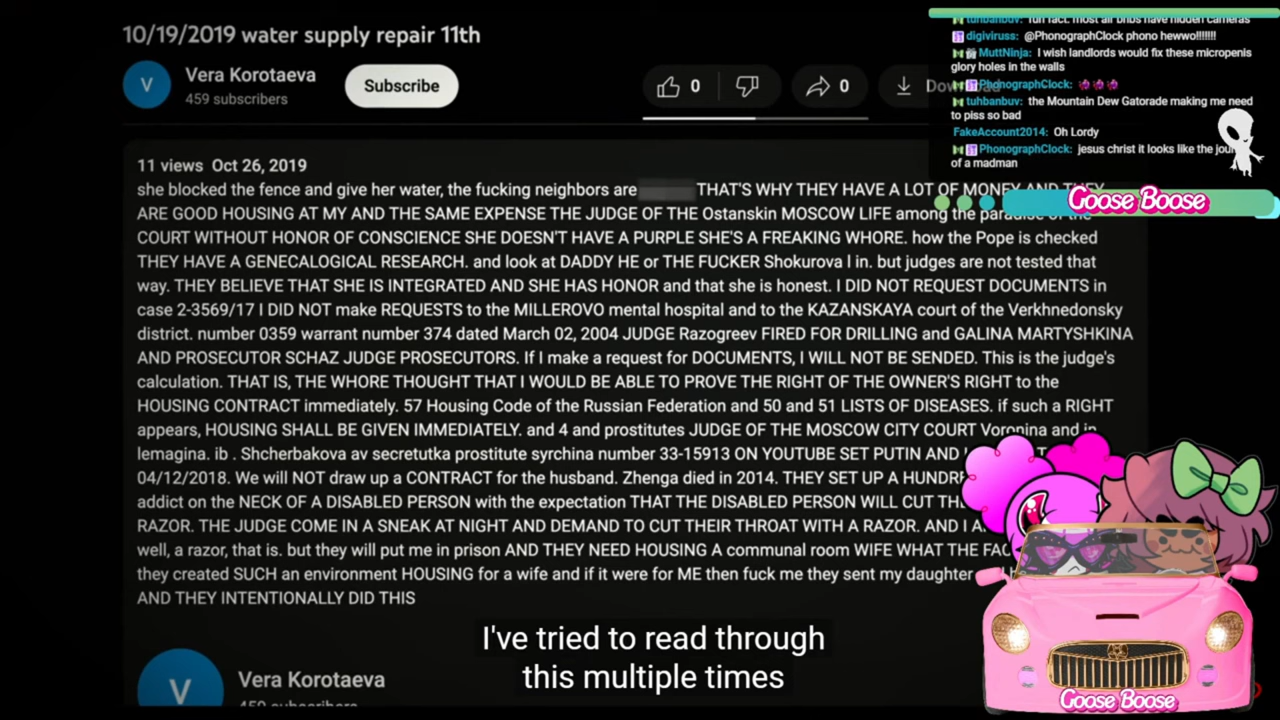 10/19/2019 water supply repair 11th
V
Vera Korotaeva
459 subscribers
Subscribe
0
0
11 views Oct 26, 2019
she blocked the fence and give her water, the fucking neighbors are THAT'S WHY THEY HAVE A LOT OF MONEY AND THEY
ARE GOOD HOUSING AT MY AND THE SAME EXPENSE THE JUDGE OF THE Ostanskin MOSCOW LIFE among the paradise of the
COURT WITHOUT HONOR OF CONSCIENCE SHE DOESN'T HAVE A PURPLE SHE'S A FREAKING WHORE. how the Pope is checked
THEY HAVE A GENECALOGICAL RESEARCH. and look at DADDY HE or THE FUCKER Shokurova l in. but judges are not tested that
way. THEY BELIEVE THAT SHE IS INTEGRATED AND SHE HAS HONOR and that she is honest. I DID NOT REQUEST DOCUMENTS in
case 2-3569/17 I DID NOT make REQUESTS to the MILLEROVO mental hospital and to the KAZANSKAYA court of the Verkhnedonsky
district. number 0359 warrant number 374 dated March 02, 2004 JUDGE Razogreev FIRED FOR DRILLING and GALINA MARTYSHKINA
AND PROSECUTOR SCHAZ JUDGE PROSECUTORS. If I make a request for DOCUMENTS, I WILL NOT BE SENDED. This is the judge's
calculation. THAT IS, THE WHORE THOUGHT THAT I WOULD BE ABLE TO PROVE THE RIGHT OF THE OWNER'S RIGHT to the
HOUSING CONTRACT immediately. 57 Housing Code of the Russian Federation and 50 and 51 LISTS OF DISEASES. if such a RIGHT
appears, HOUSING SHALL BE GIVEN IMMEDIATELY. and 4 and prostitutes JUDGE OF THE MOSCOW CITY COURT Voronina and in
lemagina. ib . Shcherbakova av secretutka prostitute syrchina number 33-15913 ON YOUTUBE SET PUTIN AND
04/12/2018. We will NOT draw up a CONTRACT for the husband. Zhenga died in 2014. THEY SET UP A HUNDRE
addict on the NECK OF A DISABLED PERSON with the expectation THAT THE DISABLED PERSON WILL CUT
RAZOR. THE JUDGE COME IN A SNEAK AT NIGHT AND DEMAND TO CUT THEIR THROAT WITH A RAZOR. AND I
well, a razor, that is. but they will put me in prison AND THEY NEED HOUSING A communal room WIFE WHAT THE
they created SUCH an environment HOUSING for a wife and if it were for ME then fuck me they sent my daughter
AND THEY INTENTIONALLY DID THIS
V
Vera Korotaeva
459 subscribers
I've tried to read through
this multiple times
tuhbanbuv: fun fact: most air bnbs have hidden cameras
digiviruss: @PhonographClock phono hewwo!!!!!!!
MuttNinja: I wish landlords would fix these micropenis
glory holes in the walls
PhonographClock:
tuhbanbuv: the Mountain Dew Gatorade making me need
to piss so bad
FakeAccount2014: Oh Lordy
PhonographClock: jesus christ it looks like the
of a madman
Goose Boose
Goose Boose